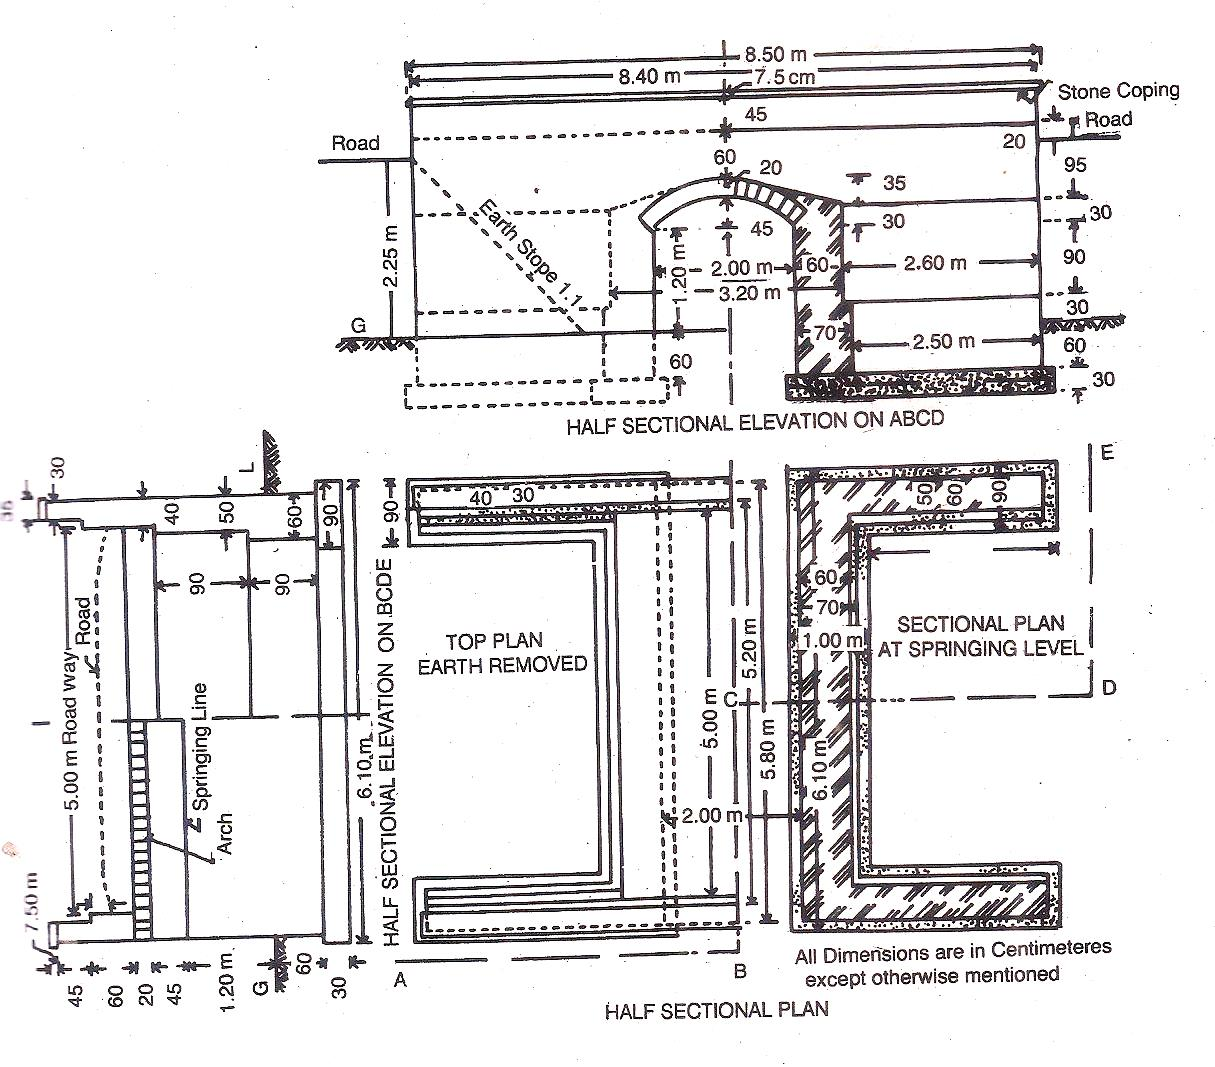 8.50 m
8.40 m
7.5 cm
Stone Coping
45
Road
Road
20
60
20
95
35
30
30
Earth Stope 1.1
45
2.25 m
1.20 m
2.00 m
60
2.60 m
90
3.20 m
30
G
70
2.50 m
60
60
30
HALF SECTIONAL ELEVATION ON ABCD
E
30
L
40
50
60
90
90
40
30
50
60
90
90
90
60
70
1.00 m
TOP PLAN
EARTH REMOVED
SECTIONAL PLAN
AT SPRINGING LEVEL
5.00 m Road way
Road
Springing Line
Arch
6.10 m
HALF SECTIONAL ELEVATION ON BCDE
5.00 m
5.20 m
5.80 m
C
D
6.10 m
2.00 m
7.50 m
45
60
20
45
1.20 m
G
60
30
A
B
All Dimensions are in Centimeteres
except otherwise mentioned
HALF SECTIONAL PLAN